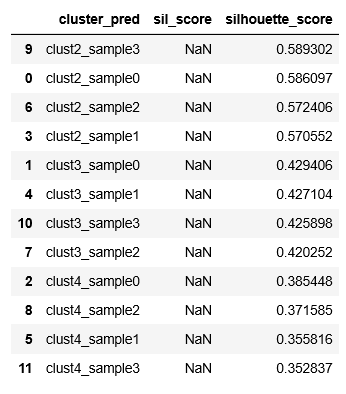 cluster_pred sil_score silhouette_score
9 clust2_sample3 NaN 0.589302
0 clust2_sample0 NaN 0.586097
6 clust2_sample2 NaN 0.572406
3 clust2_sample1 NaN 0.570552
1 clust3_sample0 NaN 0.429406
4 clust3_sample1 NaN 0.427104
10 clust3_sample3 NaN 0.425898
7 clust3_sample2 NaN 0.420252
2 clust4_sample0 NaN 0.385448
8 clust4_sample2 NaN 0.371585
5 clust4_sample1 NaN 0.355816
11 clust4_sample3 NaN 0.352837